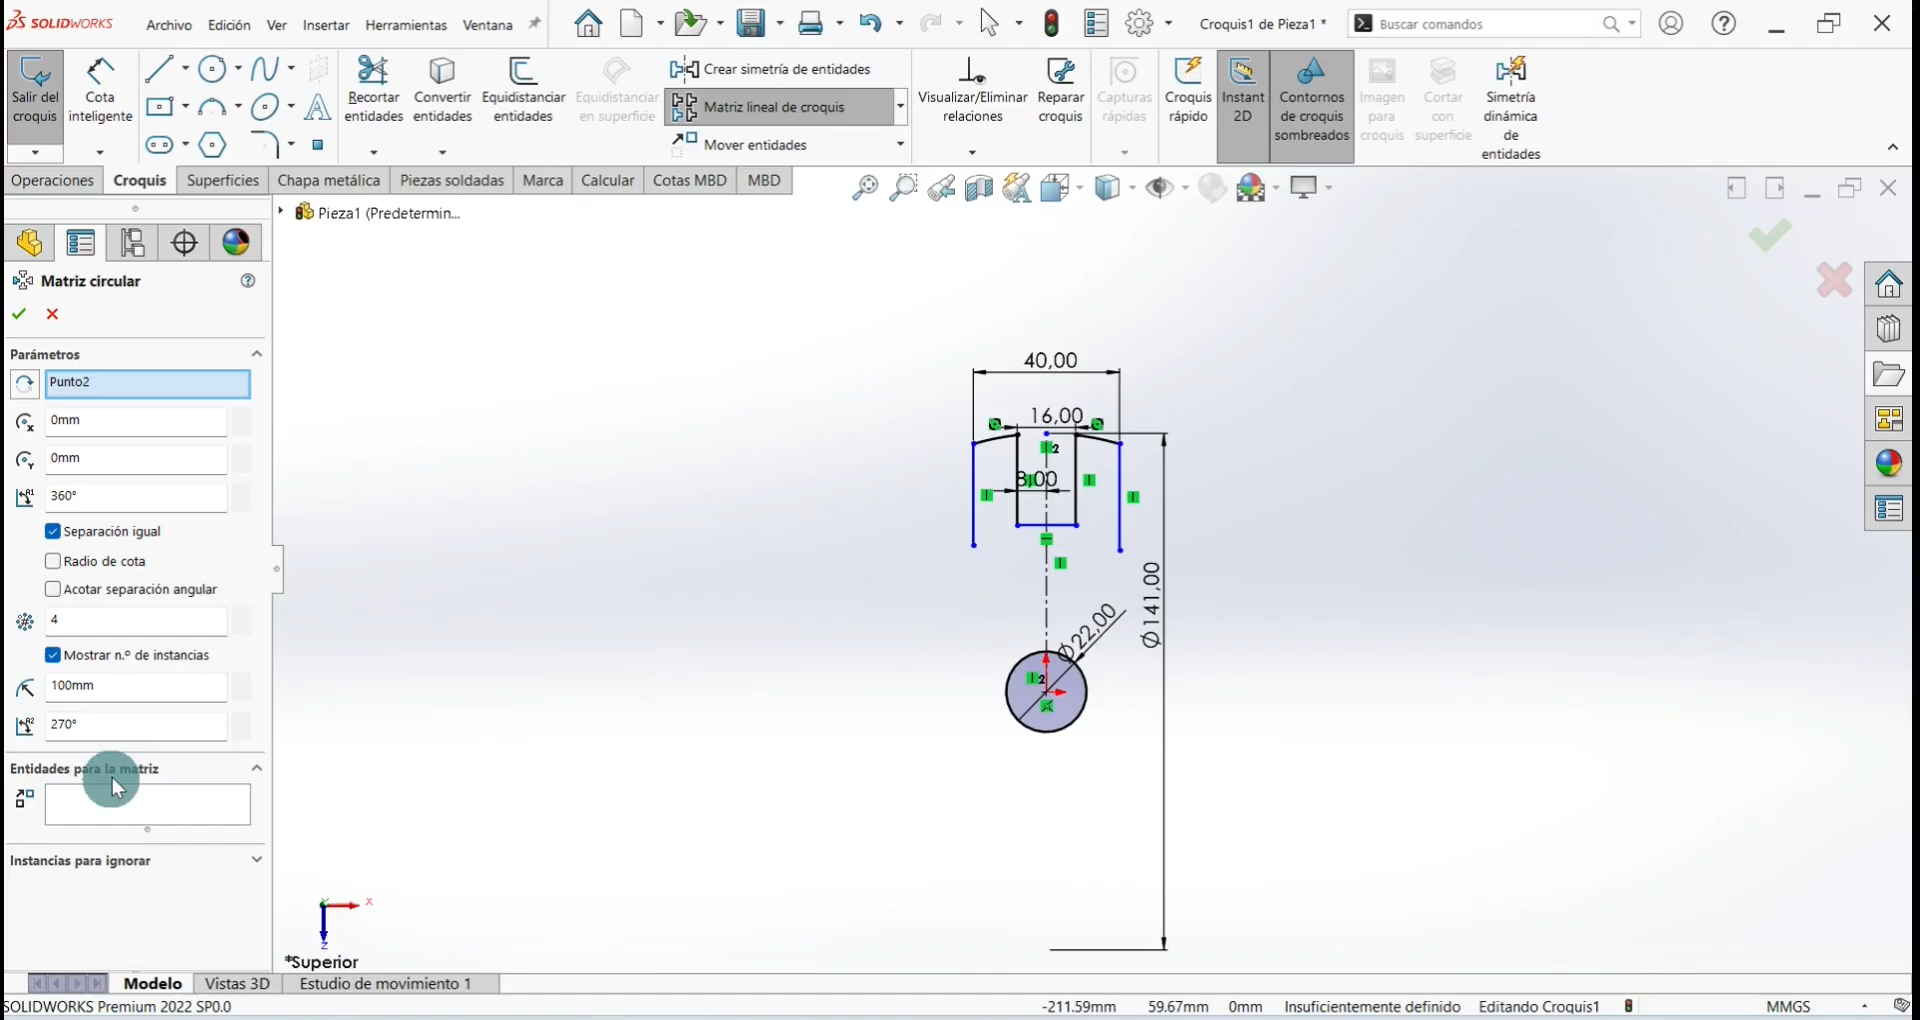 SOLIDWORKS
Archivo Edición Ver Insertar Herramientas Ventana
Croquis1 de Pieza1 *
Buscar comandos
Salir del croquis
Cota inteligente
Recortar entidades
Convertir entidades
Equidistanciar entidades
Equidistanciar en superficie
Crear simetría de entidades
Matriz lineal de croquis
Mover entidades
Visualizar/Eliminar relaciones
Reparar croquis
Capturas rápidas
Croquis rápido
Instant 2D
Contornos de croquis sombreados
Imagen para croquis
Cortar con superficie
Simetría dinámica de entidades
Operaciones Croquis Superficies Chapa metálica Piezas soldadas Marca Calcular Cotas MBD MBD
Pieza1 (Predetermin...
Matriz circular
Parámetros
Punto2
0mm
0mm
360°
Separación igual
Radio de cota
Acotar separación angular
4
Mostrar n.º de instancias
100mm
270°
Entidades para la matriz
Instancias para ignorar
40,00
16,00
2
8,00
∅141,00
∅22,00
2
x
z
*Superior
Modelo Vistas 3D Estudio de movimiento 1
SOLIDWORKS Premium 2022 SP0.0
-211.59mm 59.67mm 0mm Insuficientemente definido Editando Croquis1 MMGS